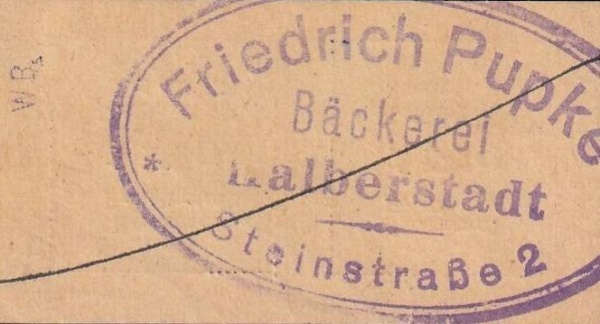 W.B.
Friedrich Pupke
Bäckerei
Halberstadt
Steinstraße 2